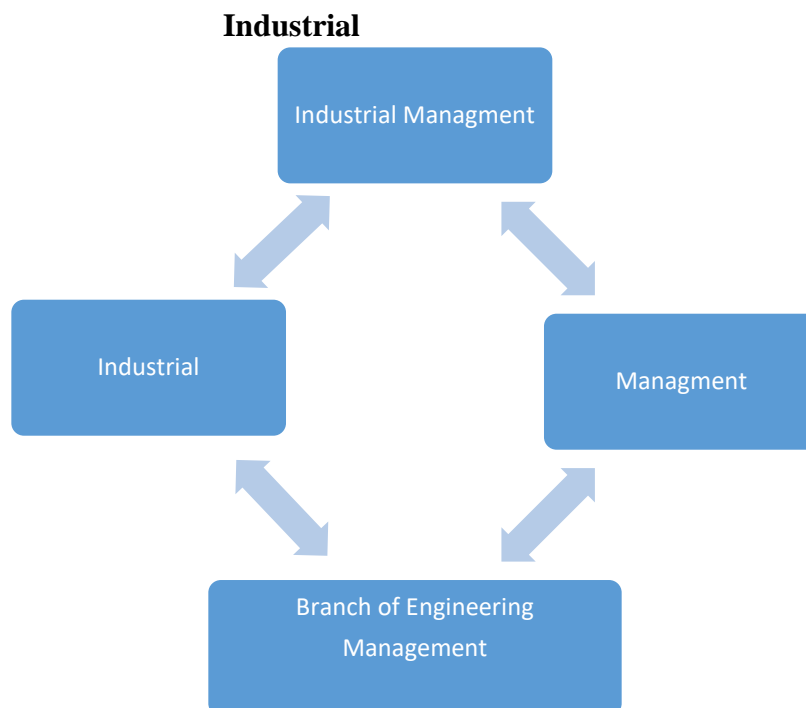 Industrial
Industrial Managment
Industrial
Managment
Branch of Engineering
Management